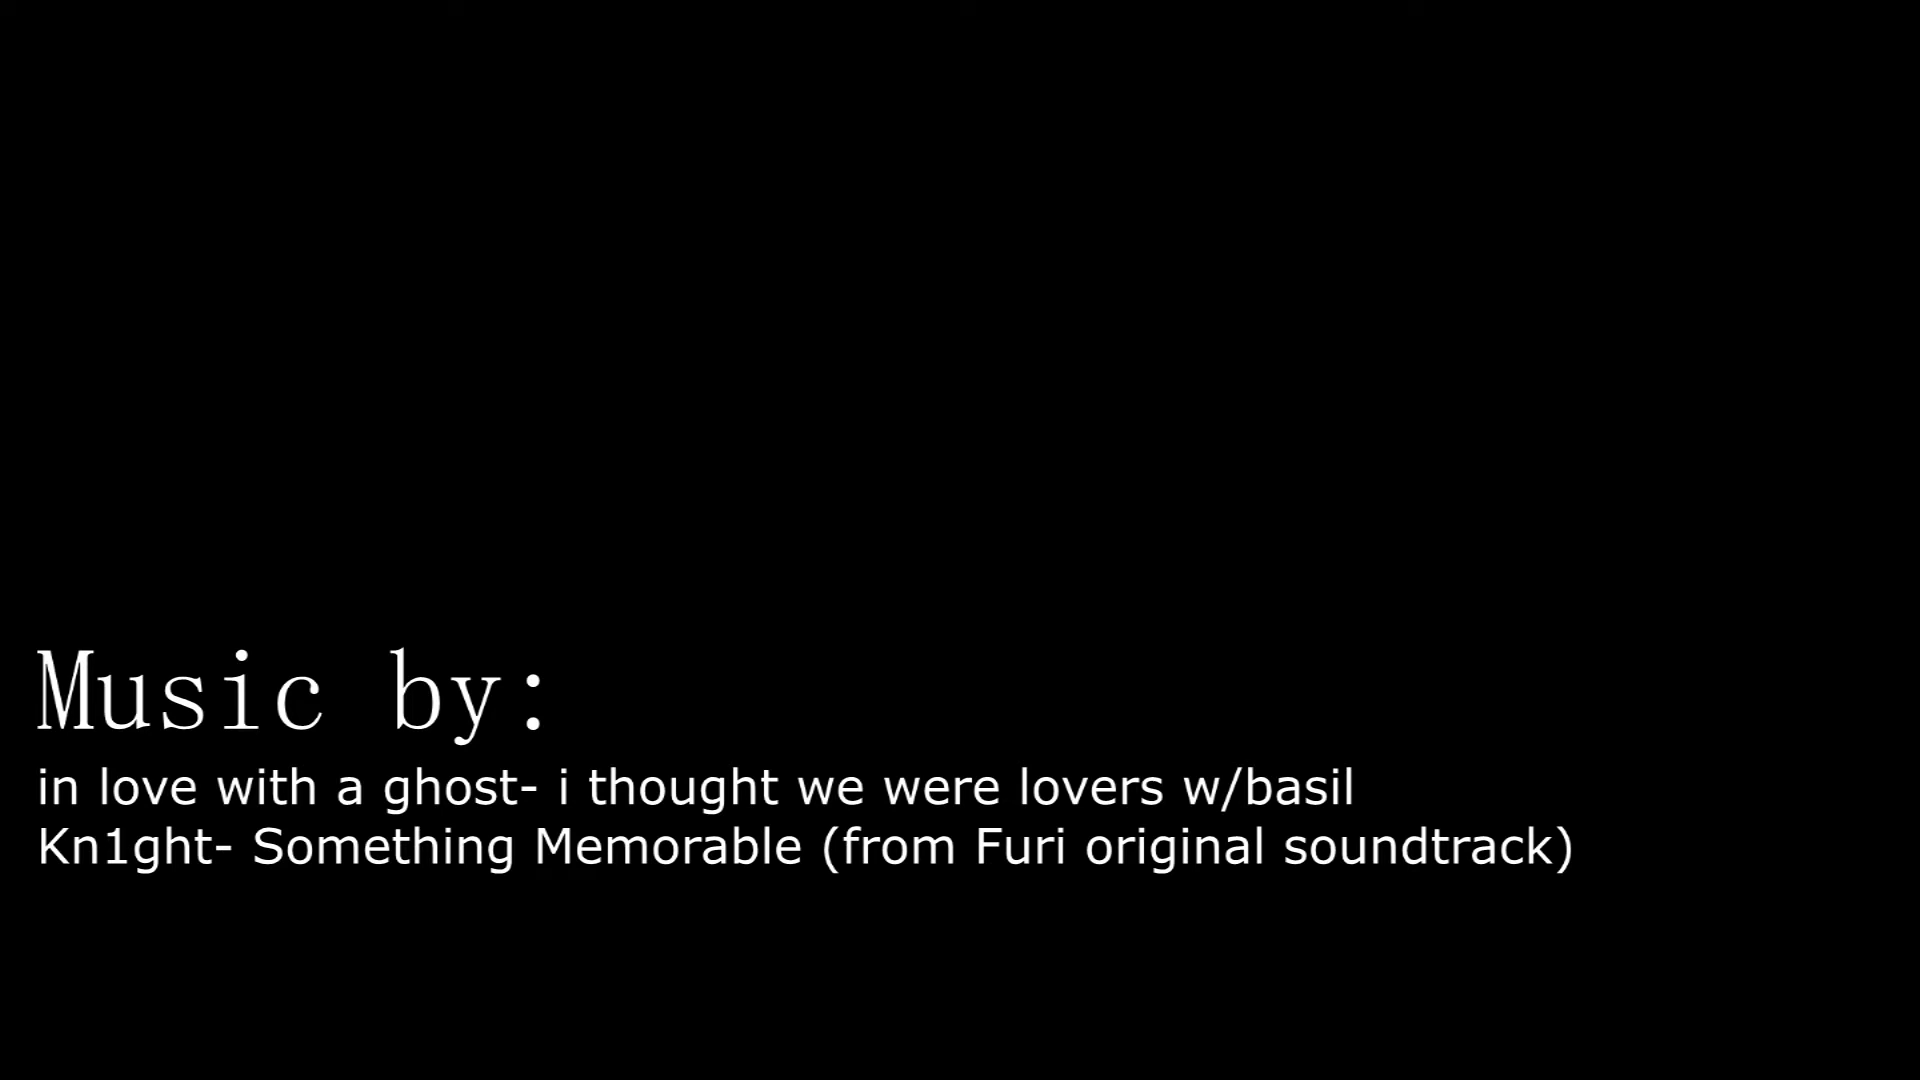 Music by:
in love with a ghost- i thought we were lovers w/basil
Kn1ght- Something Memorable (from Furi original soundtrack)